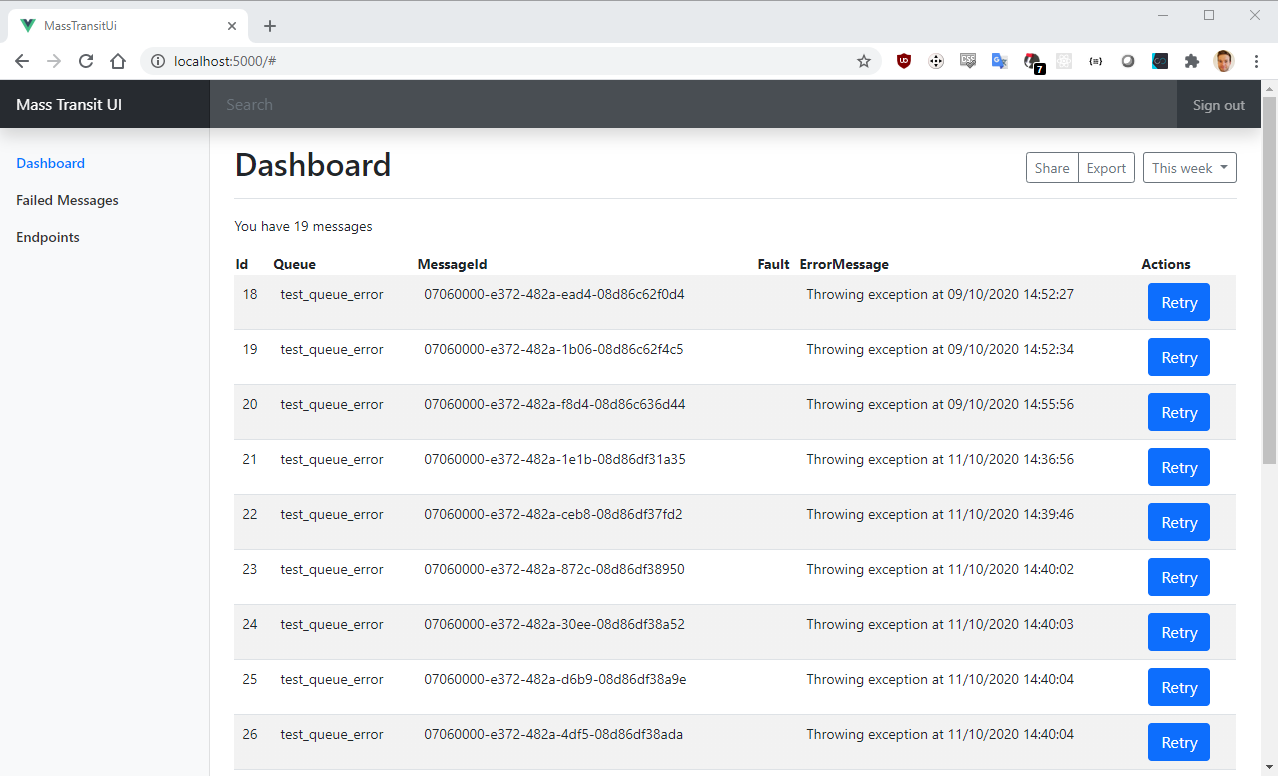 MassTransitUi
localhost:5000/#
7
Mass Transit UI
Search
Sign out
Dashboard
Failed Messages
Endpoints
Dashboard
Share Export This week
You have 19 messages
Id Queue MessageId Fault ErrorMessage Actions
18 test_queue_error 07060000-e372-482a-ead4-08d86c62f0d4 Throwing exception at 09/10/2020 14:52:27 Retry
19 test_queue_error 07060000-e372-482a-1b06-08d86c62f4c5 Throwing exception at 09/10/2020 14:52:34 Retry
20 test_queue_error 07060000-e372-482a-f8d4-08d86c636d44 Throwing exception at 09/10/2020 14:55:56 Retry
21 test_queue_error 07060000-e372-482a-1e1b-08d86df31a35 Throwing exception at 11/10/2020 14:36:56 Retry
22 test_queue_error 07060000-e372-482a-ceb8-08d86df37fd2 Throwing exception at 11/10/2020 14:39:46 Retry
23 test_queue_error 07060000-e372-482a-872c-08d86df38950 Throwing exception at 11/10/2020 14:40:02 Retry
24 test_queue_error 07060000-e372-482a-30ee-08d86df38a52 Throwing exception at 11/10/2020 14:40:03 Retry
25 test_queue_error 07060000-e372-482a-d6b9-08d86df38a9e Throwing exception at 11/10/2020 14:40:04 Retry
26 test_queue_error 07060000-e372-482a-4df5-08d86df38ada Throwing exception at 11/10/2020 14:40:04 Retry